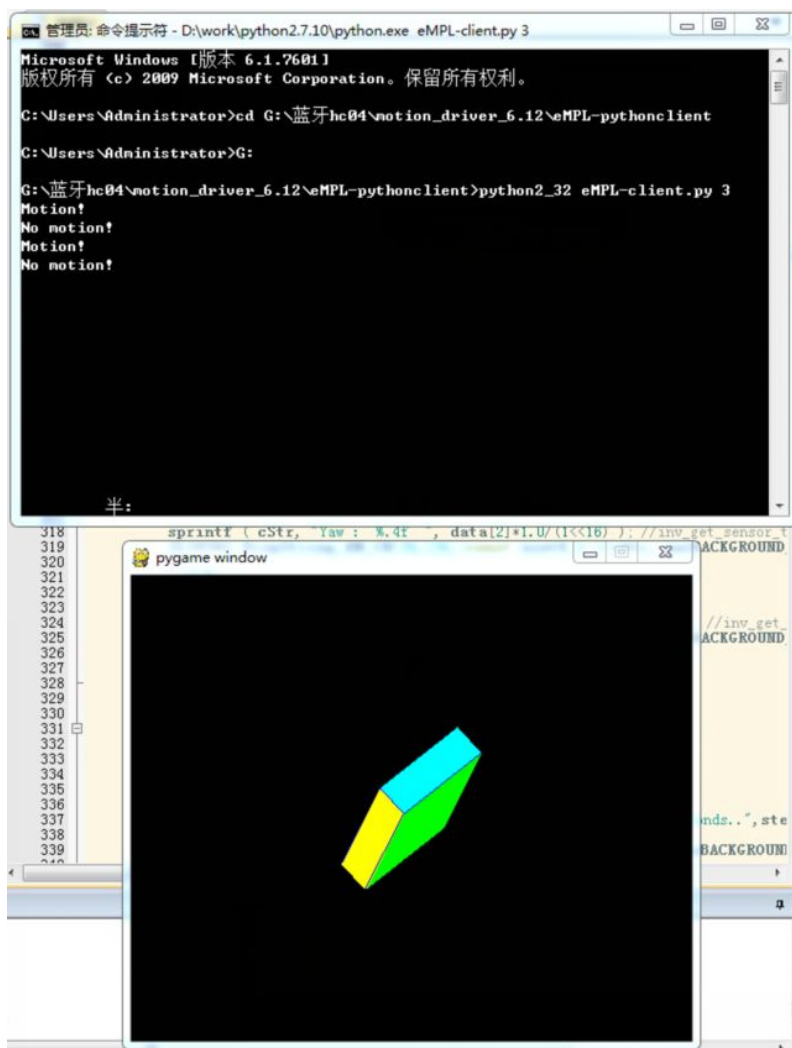 管理员: 命令提示符 - D:\work\python2.7.10\python.exe  eMPL-client.py 3
Microsoft Windows [版本 6.1.7601]
版权所有 (c) 2009 Microsoft Corporation。保留所有权利。
C:\Users\Administrator>cd G:\蓝牙hc04\motion_driver_6.12\eMPL-pythonclient
C:\Users\Administrator>G:
G:\蓝牙hc04\motion_driver_6.12\eMPL-pythonclient>python2_32 eMPL-client.py 3
Motion!
No motion!
Motion!
No motion!
半:
318 sprintf ( cStr, "Yaw :  %.4f  ", data[2]*1.0/(1<<16) ); //inv_get_sensor_t
319 ACKGROUND
pygame window
320
321
322
323
324 //inv_get_
325 BACKGROUND
326
327
328
329
330
331
332
333
334
335
336
337 nds..",ste
338
339 BACKGROUN